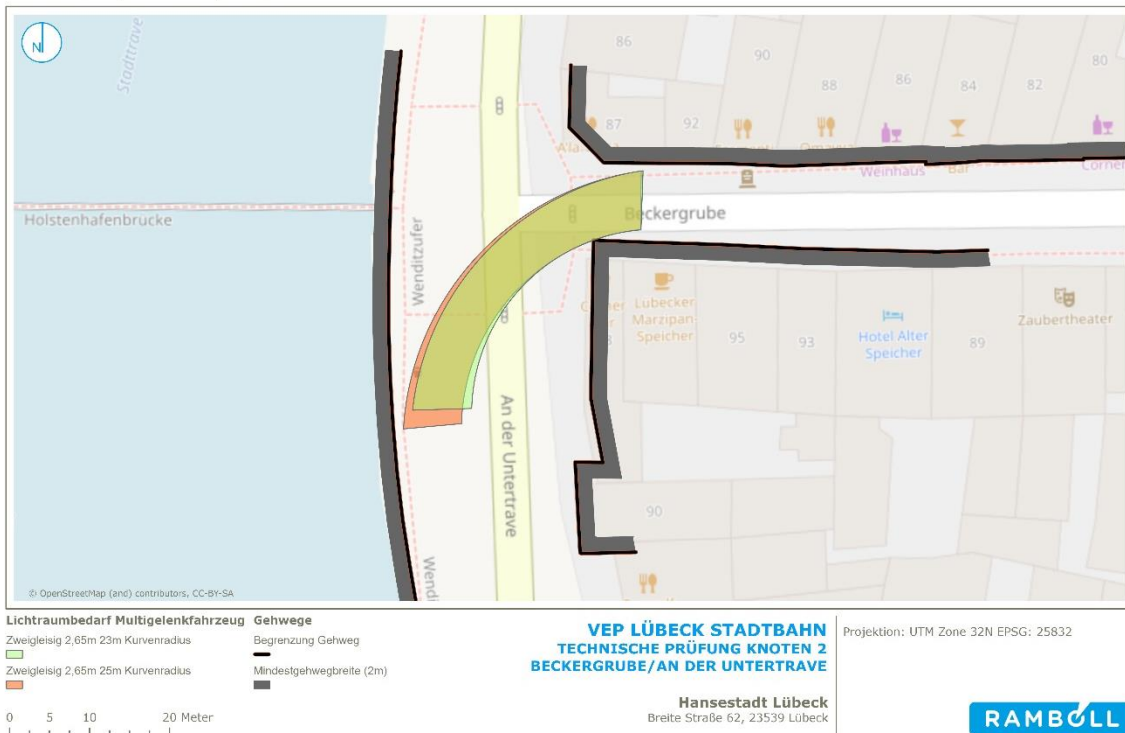 N
Stadttrave
86
90
88
86
84
82
80
87
92
Weinhaus
Bar
Corner
Holstenhafenbrücke
Wenditzufer
Beckergrube
Lübecker
Marzipan-
Speicher
95
93
Hotel Alter
Speicher
89
Zaubertheater
An der Untertrave
90
Wendi
© OpenStreetMap (and) contributors, CC-BY-SA
Lichtraumbedarf Multigelenkfahrzeug
Zweigleisig 2,65m 23m Kurvenradius
Zweigleisig 2,65m 25m Kurvenradius
0 5 10 20 Meter
Gehwege
Begrenzung Gehweg
Mindestgehwegbreite (2m)
VEP LÜBECK STADTBAHN
TECHNISCHE PRÜFUNG KNOTEN 2
BECKERGRUBE/AN DER UNTERTRAVE
Hansestadt Lübeck
Breite Straße 62, 23539 Lübeck
Projektion: UTM Zone 32N EPSG: 25832
RAMBOLL